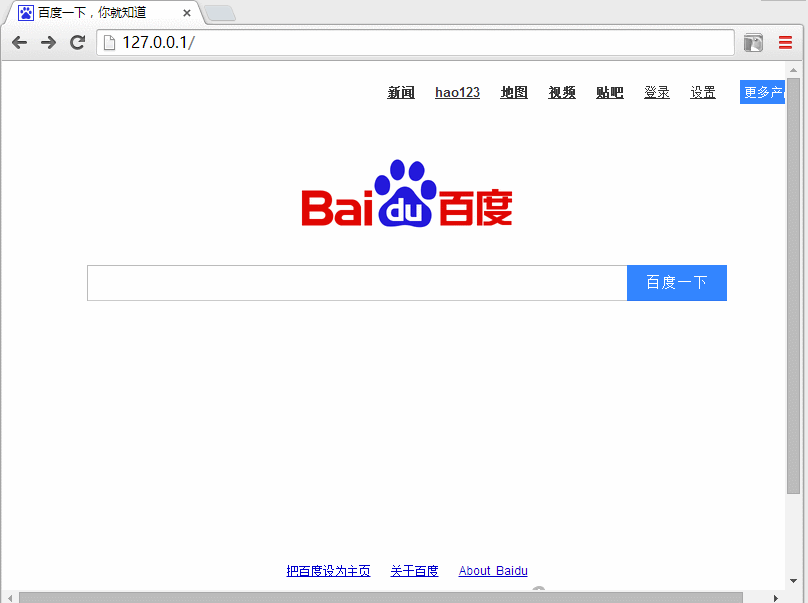 百度一下，你就知道
127.0.0.1/
新闻 hao123 地图 视频 贴吧 登录 设置 更多产
Bai du 百度
百度一下
把百度设为主页 关于百度 About Baidu